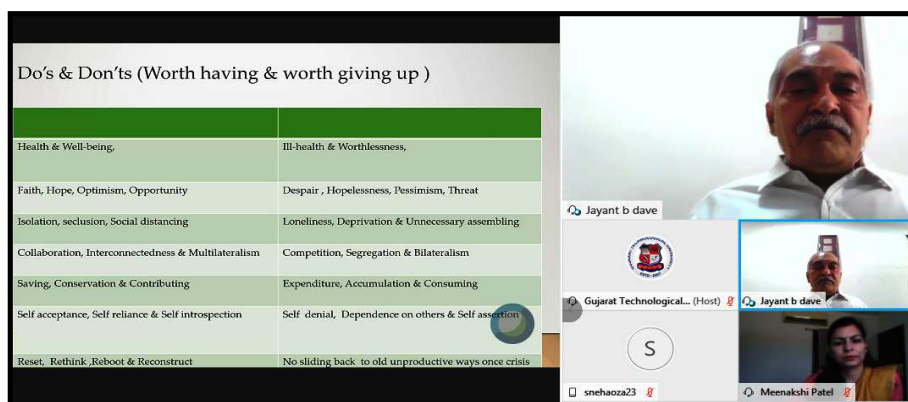 Do's & Don'ts (Worth having & worth giving up )
Health & Well-being,
Ill-health & Worthlessness,
Faith, Hope, Optimism, Opportunity
Despair , Hopelessness, Pessimism, Threat
Isolation, seclusion, Social distancing
Loneliness, Deprivation & Unnecessary assembling
Collaboration, Interconnectedness & Multilateralism
Competition, Segregation & Bilateralism
Saving, Conservation & Contributing
Expenditure, Accumulation & Consuming
Self acceptance, Self reliance & Self introspection
Self denial, Dependence on others & Self assertion
Reset, Rethink ,Reboot & Reconstruct
No sliding back to old unproductive ways once crisis
Jayant b dave
Gujarat Technological... (Host)
Jayant b dave
S
snehaoza23
Meenakshi Patel